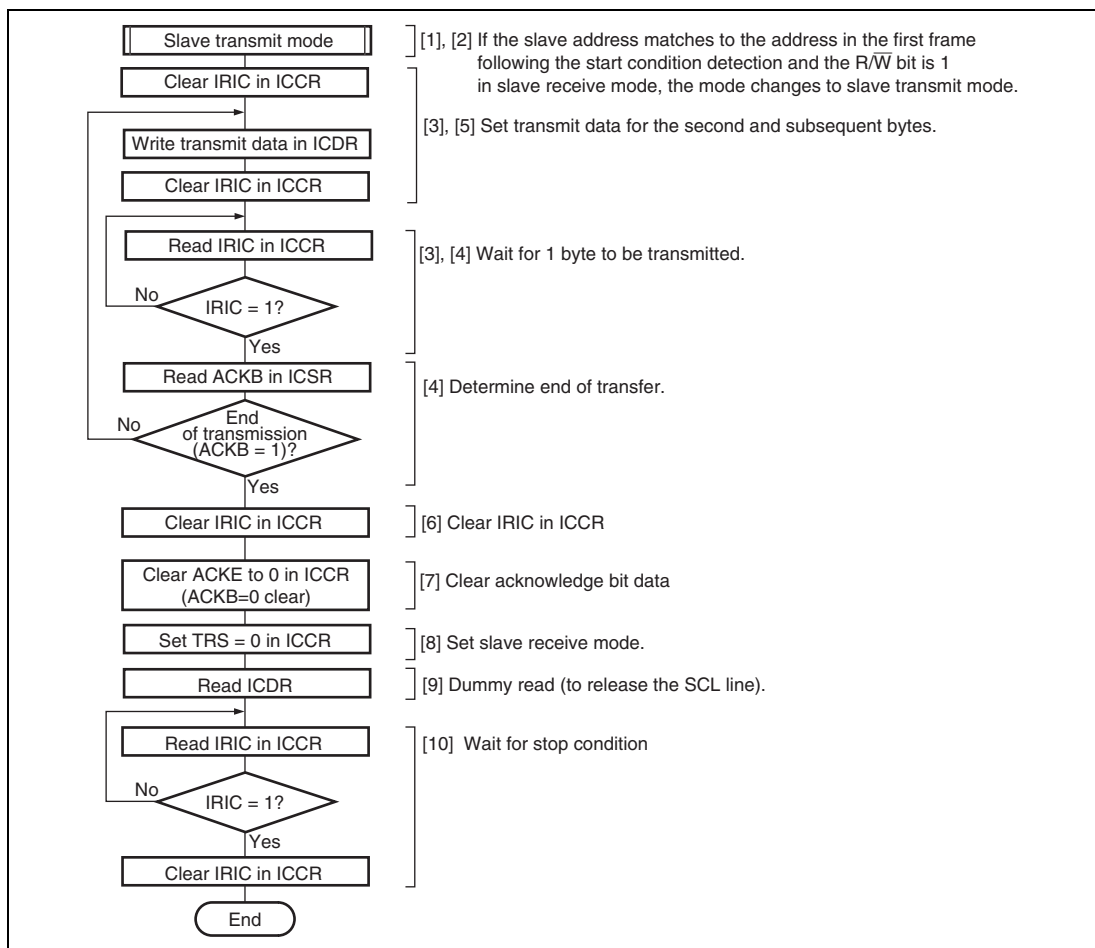 Slave transmit mode
[1], [2] If the slave address matches to the address in the first frame
following the start condition detection and the R/W̅ bit is 1
in slave receive mode, the mode changes to slave transmit mode.
Clear IRIC in ICCR
[3], [5] Set transmit data for the second and subsequent bytes.
Write transmit data in ICDR
Clear IRIC in ICCR
Read IRIC in ICCR
[3], [4] Wait for 1 byte to be transmitted.
No
IRIC = 1?
Yes
Read ACKB in ICSR
[4] Determine end of transfer.
No
End
of transmission
(ACKB = 1)?
Yes
Clear IRIC in ICCR
[6] Clear IRIC in ICCR
Clear ACKE to 0 in ICCR
(ACKB=0 clear)
[7] Clear acknowledge bit data
Set TRS = 0 in ICCR
[8] Set slave receive mode.
Read ICDR
[9] Dummy read (to release the SCL line).
Read IRIC in ICCR
[10] Wait for stop condition
No
IRIC = 1?
Yes
Clear IRIC in ICCR
End